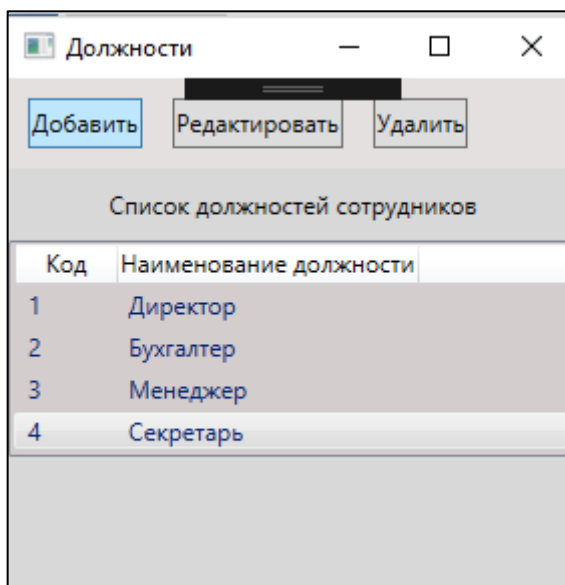 Должности
Добавить Редактировать Удалить
Список должностей сотрудников
Код Наименование должности
1 Директор
2 Бухгалтер
3 Менеджер
4 Секретарь